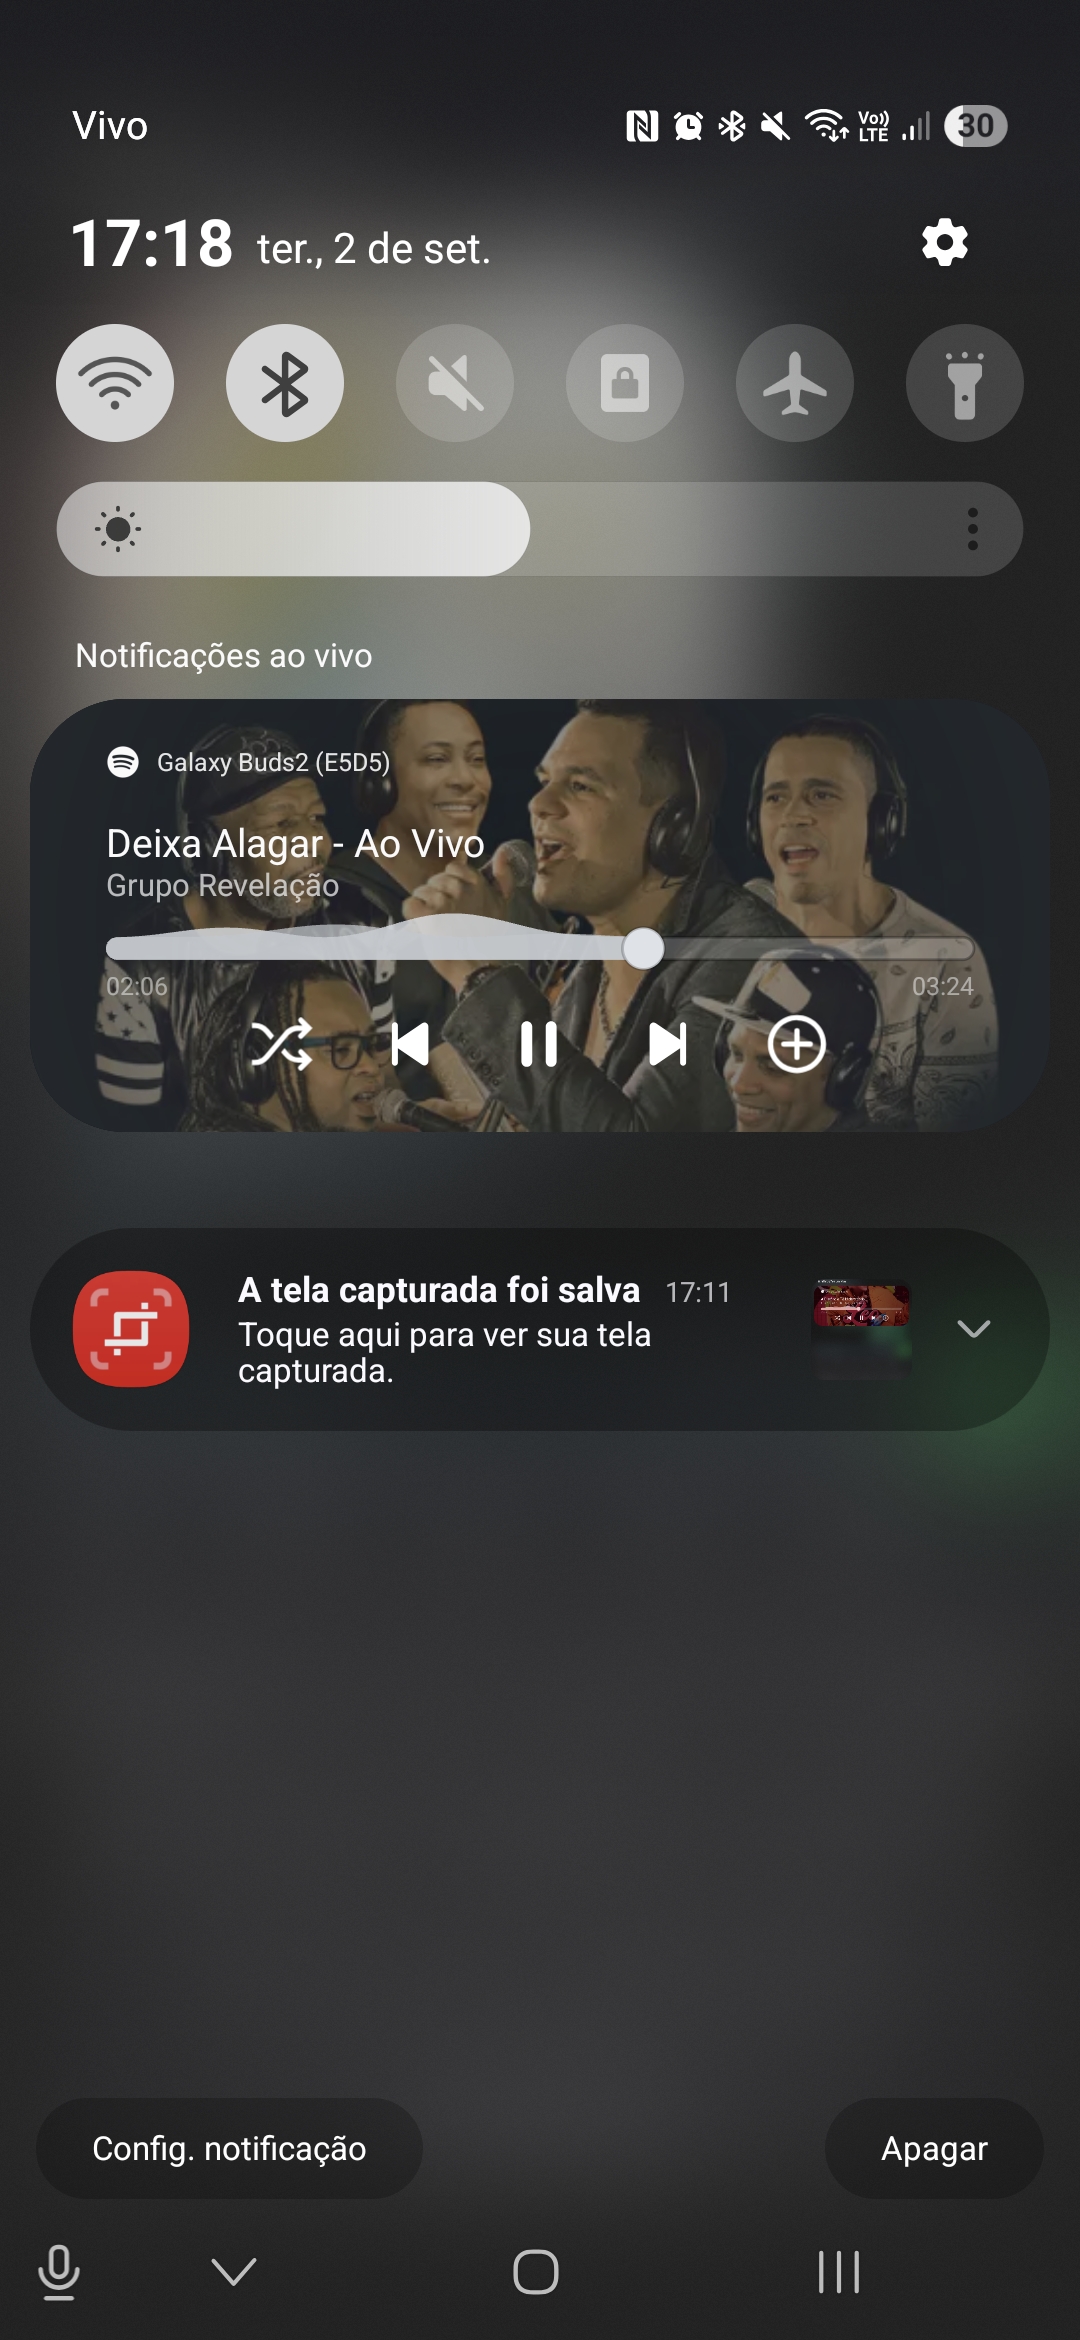 Vivo
Vo)) LTE
30
17:18 ter., 2 de set.
Notificações ao vivo
Galaxy Buds2 (E5D5)
Deixa Alagar - Ao Vivo
Grupo Revelação
02:06 03:24
A tela capturada foi salva 17:11
Toque aqui para ver sua tela
capturada.
Config. notificação Apagar